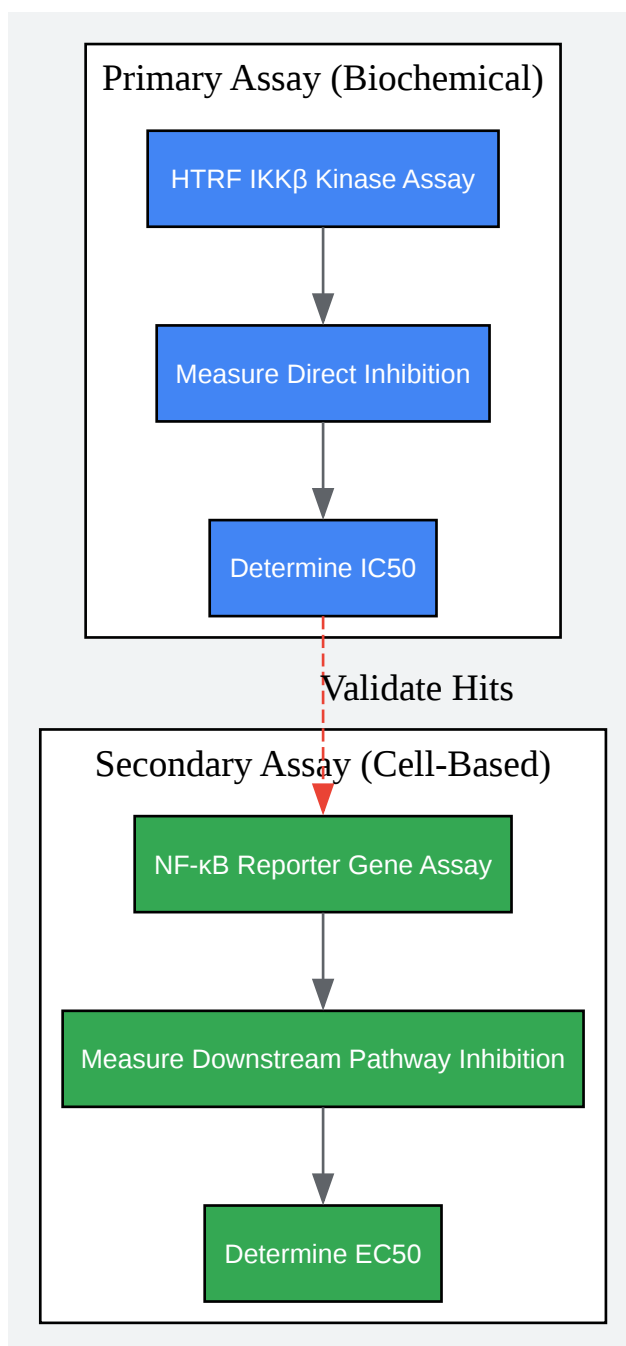 Primary Assay (Biochemical)
HTRF IKKβ Kinase Assay
Measure Direct Inhibition
Determine IC50
Validate Hits
Secondary Assay (Cell-Based)
NF-κB Reporter Gene Assay
Measure Downstream Pathway Inhibition
Determine EC50